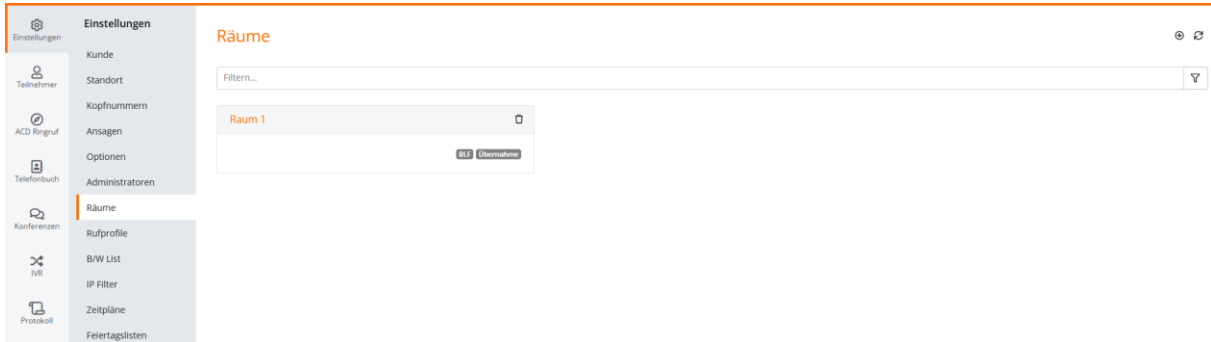 Einstellungen
Teilnehmer
ACD Ringruf
Telefonbuch
Konferenzen
IVR
Protokoll
Einstellungen
Kunde
Standort
Kopfnummern
Ansagen
Optionen
Administratoren
Räume
Rufprofile
B/W List
IP Filter
Zeitpläne
Feiertagslisten
Räume
Filtern...
Raum 1
BLF Übernahme